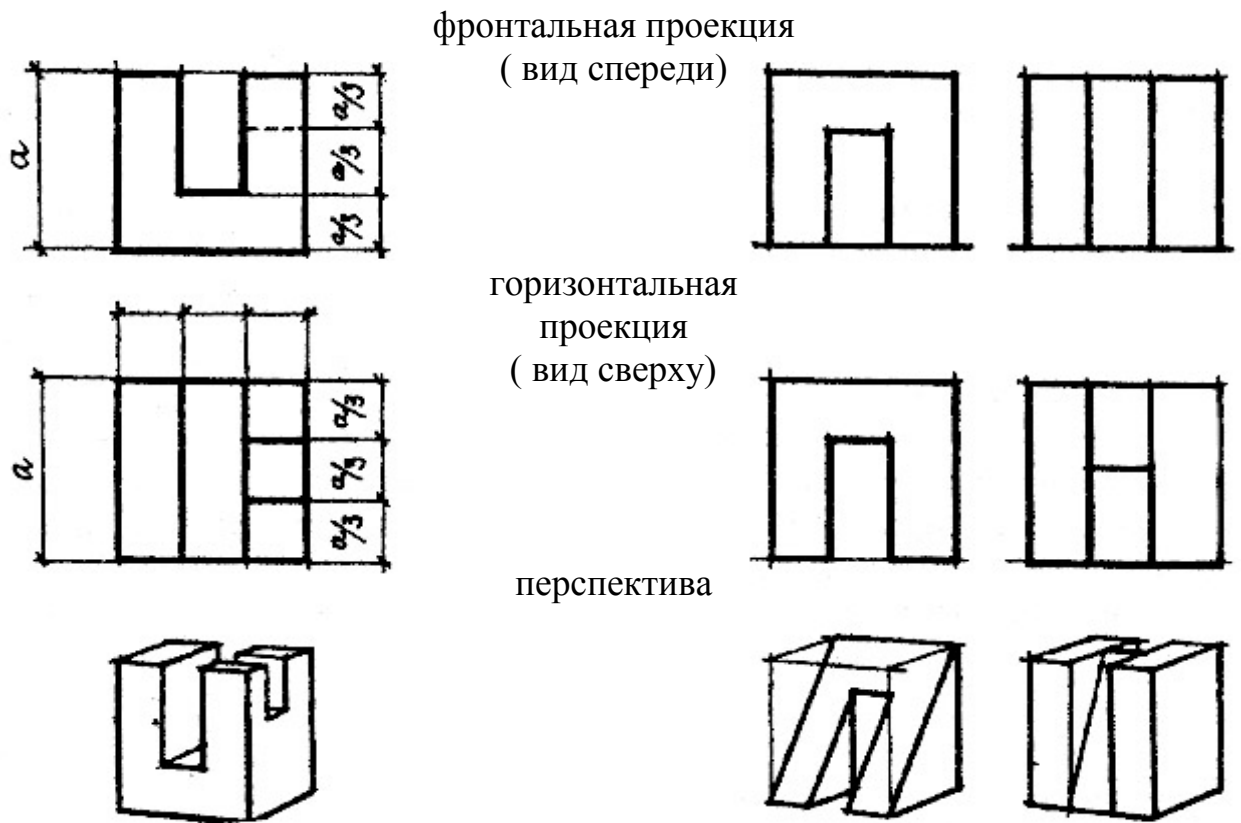 фронтальная проекция
( вид спереди)
a
a/3
a/3
a/3
горизонтальная
проекция
( вид сверху)
a
a/3
a/3
a/3
перспектива